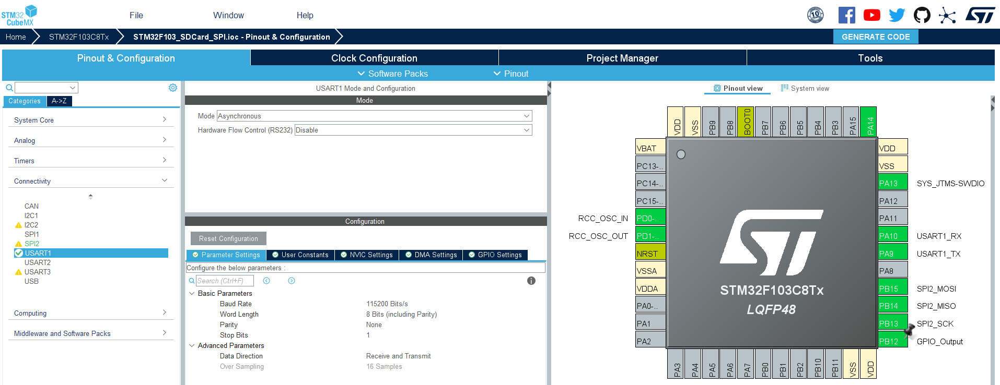 STM32
CubeMX
File
Window
Help
10
Home
STM32F103C8Tx
STM32F103_SDCard_SPI.ioc - Pinout & Configuration
GENERATE CODE
Pinout & Configuration
Clock Configuration
Project Manager
Tools
Software Packs
Pinout
Categories
A->Z
System Core
Analog
Timers
Connectivity
CAN
I2C1
I2C2
SPI1
SPI2
USART1
USART2
USART3
USB
Computing
Middleware and Software Packs
USART1 Mode and Configuration
Mode
Mode Asynchronous
Hardware Flow Control (RS232) Disable
Configuration
Reset Configuration
Parameter Settings
User Constants
NVIC Settings
DMA Settings
GPIO Settings
Configure the below parameters :
Search (Ctrl+F)
Basic Parameters
Baud Rate 115200 Bits/s
Word Length 8 Bits (including Parity)
Parity None
Stop Bits 1
Advanced Parameters
Data Direction Receive and Transmit
Over Sampling 16 Samples
Pinout view
System view
VDD
VSS
PB9
PB8
BOOT0
PB7
PB6
PB5
PB4
PB3
PA15
PA14
VBAT
PC13-..
PC14-..
PC15-..
RCC_OSC_IN PD0-..
RCC_OSC_OUT PD1-..
NRST
VSSA
VDDA
PA0-..
PA1
PA2
ST
STM32F103C8Tx
LQFP48
VDD
VSS
PA13 SYS_JTMS-SWDIO
PA12
PA11
PA10 USART1_RX
PA9 USART1_TX
PA8
PB15 SPI2_MOSI
PB14 SPI2_MISO
PB13 SPI2_SCK
PB12 GPIO_Output
PA3
PA4
PA5
PA6
PA7
PB0
PB1
PB2
PB10
PB11
VSS
VDD